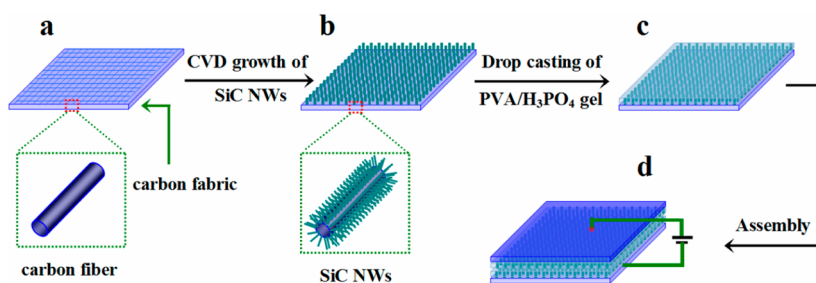 a
b
c
CVD growth of
SiC NWs
Drop casting of
PVA/H₃PO₄ gel
carbon fabric
carbon fiber
SiC NWs
d
Assembly